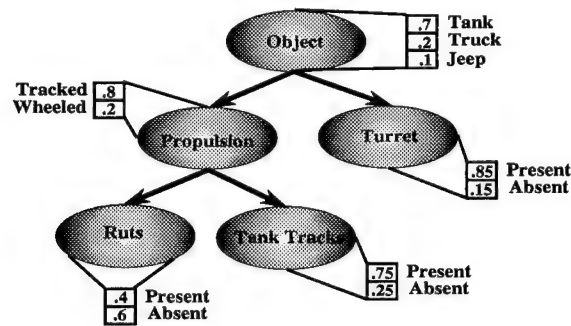 Object
.7 Tank
.2 Truck
.1 Jeep
Tracked .8
Wheeled .2
Propulsion
Turret
.85 Present
.15 Absent
Ruts
Tank Tracks
.4 Present
.6 Absent
.75 Present
.25 Absent